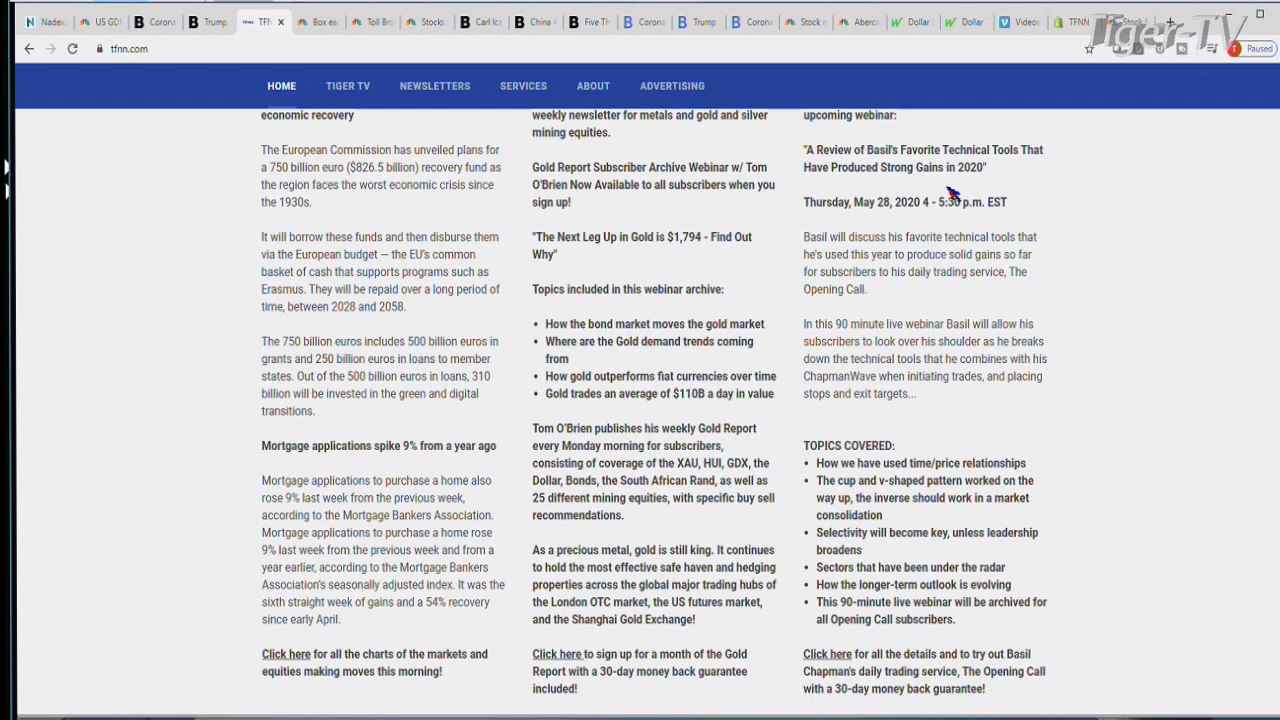 Nadex
US GDI
Corona
Trump,
TFN
Box ear
Toll Bro
Stocks
Carl Ica
China A
Five Th
Corona
Trump
Corona
Stock m
Aberc
Dollar
Dollar
Videos
TFNN
Tiger-TV
tfnn.com
Paused
HOME TIGER TV NEWSLETTERS SERVICES ABOUT ADVERTISING
economic recovery
The European Commission has unveiled plans for
a 750 billion euro ($826.5 billion) recovery fund as
the region faces the worst economic crisis since
the 1930s.
It will borrow these funds and then disburse them
via the European budget — the EU's common
basket of cash that supports programs such as
Erasmus. They will be repaid over a long period of
time, between 2028 and 2058.
The 750 billion euros includes 500 billion euros in
grants and 250 billion euros in loans to member
states. Out of the 500 billion euros in loans, 310
billion will be invested in the green and digital
transitions.
Mortgage applications spike 9% from a year ago
Mortgage applications to purchase a home also
rose 9% last week from the previous week,
according to the Mortgage Bankers Association.
Mortgage applications to purchase a home rose
9% last week from the previous week and from a
year earlier, according to the Mortgage Bankers
Association's seasonally adjusted index. It was the
sixth straight week of gains and a 54% recovery
since early April.
Click here for all the charts of the markets and
equities making moves this morning!
weekly newsletter for metals and gold and silver
mining equities.
Gold Report Subscriber Archive Webinar w/ Tom
O'Brien Now Available to all subscribers when you
sign up!
"The Next Leg Up in Gold is $1,794 - Find Out
Why"
Topics included in this webinar archive:
• How the bond market moves the gold market
• Where are the Gold demand trends coming
from
• How gold outperforms fiat currencies over time
• Gold trades an average of $110B a day in value
Tom O'Brien publishes his weekly Gold Report
every Monday morning for subscribers,
consisting of coverage of the XAU, HUI, GDX, the
Dollar, Bonds, the South African Rand, as well as
25 different mining equities, with specific buy sell
recommendations.
As a precious metal, gold is still king. It continues
to hold the most effective safe haven and hedging
properties across the global major trading hubs of
the London OTC market, the US futures market,
and the Shanghai Gold Exchange!
Click here to sign up for a month of the Gold
Report with a 30-day money back guarantee
included!
upcoming webinar:
"A Review of Basil's Favorite Technical Tools That
Have Produced Strong Gains in 2020"
Thursday, May 28, 2020 4 - 5:30 p.m. EST
Basil will discuss his favorite technical tools that
he's used this year to produce solid gains so far
for subscribers to his daily trading service, The
Opening Call.
In this 90 minute live webinar Basil will allow his
subscribers to look over his shoulder as he breaks
down the technical tools that he combines with his
ChapmanWave when initiating trades, and placing
stops and exit targets...
TOPICS COVERED:
• How we have used time/price relationships
• The cup and v-shaped pattern worked on the
way up, the inverse should work in a market
consolidation
• Selectivity will become key, unless leadership
broadens
• Sectors that have been under the radar
• How the longer-term outlook is evolving
• This 90-minute live webinar will be archived for
all Opening Call subscribers.
Click here for all the details and to try out Basil
Chapman's daily trading service, The Opening Call
with a 30-day money back guarantee!